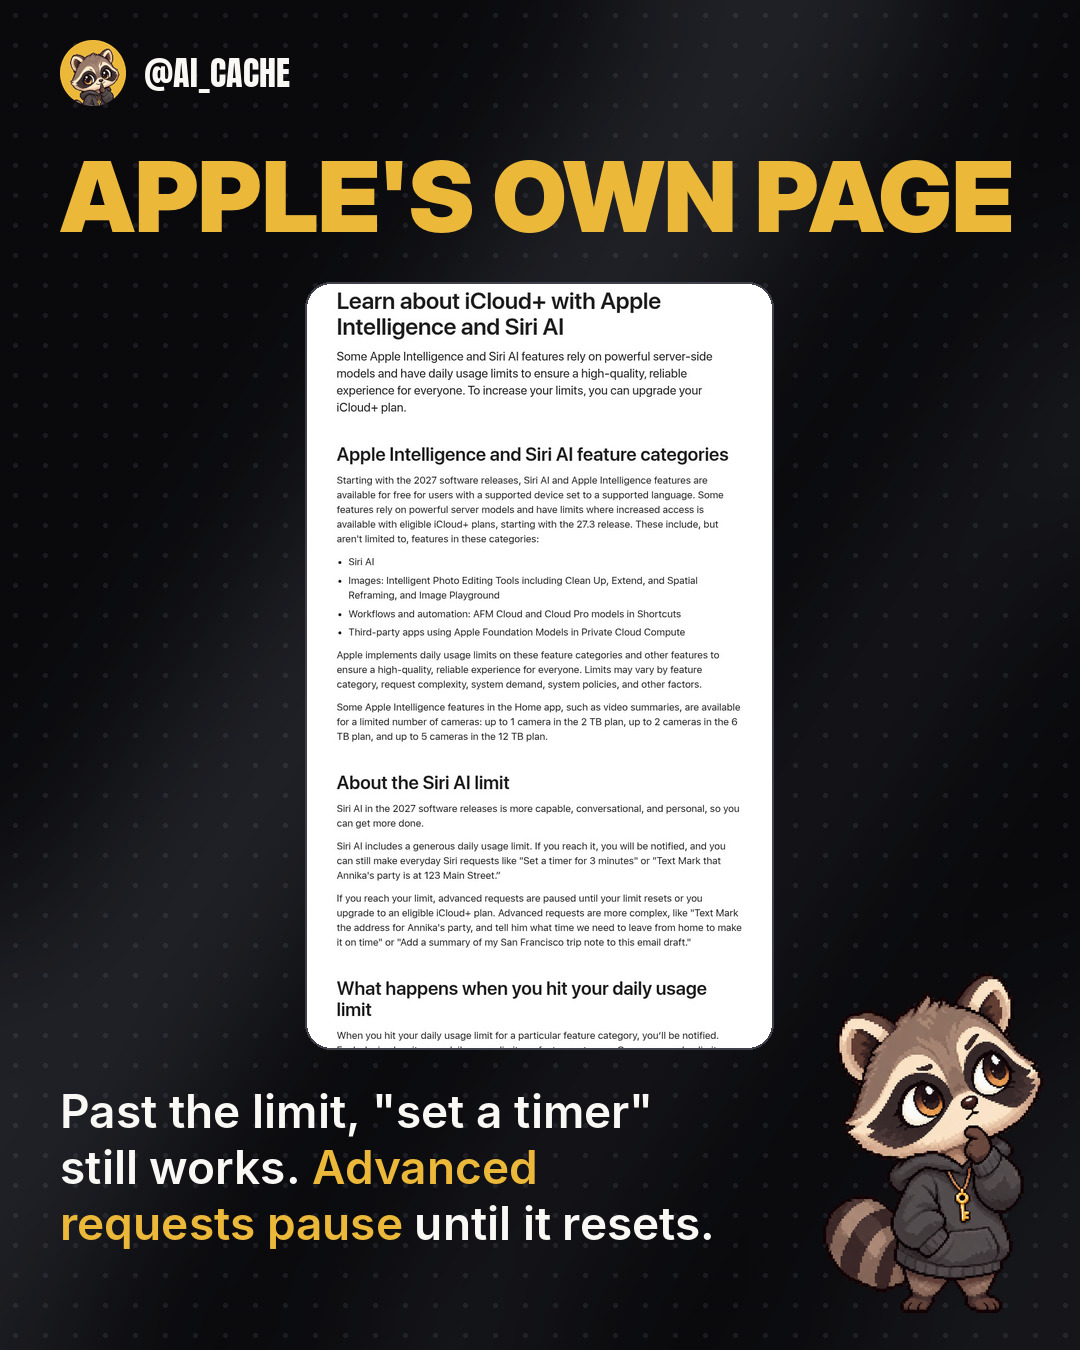 @AI_CACHE
APPLE'S OWN PAGE
Learn about iCloud+ with Apple
Intelligence and Siri AI
Some Apple Intelligence and Siri AI features rely on powerful server-side
models and have daily usage limits to ensure a high-quality, reliable
experience for everyone. To increase your limits, you can upgrade your
iCloud+ plan.
Apple Intelligence and Siri AI feature categories
Starting with the 2027 software releases, Siri AI and Apple Intelligence features are
available for free for users with a supported device set to a supported language. Some
features rely on powerful server models and have limits where increased access is
available with eligible iCloud+ plans, starting with the 27.3 release. These include, but
aren't limited to, features in these categories:
• Siri AI
• Images: Intelligent Photo Editing Tools including Clean Up, Extend, and Spatial
Reframing, and Image Playground
• Workflows and automation: AFM Cloud and Cloud Pro models in Shortcuts
• Third-party apps using Apple Foundation Models in Private Cloud Compute
Apple implements daily usage limits on these feature categories and other features to
ensure a high-quality, reliable experience for everyone. Limits may vary by feature
category, request complexity, system demand, system policies, and other factors.
Some Apple Intelligence features in the Home app, such as video summaries, are available
for a limited number of cameras: up to 1 camera in the 2 TB plan, up to 2 cameras in the 6
TB plan, and up to 5 cameras in the 12 TB plan.
About the Siri AI limit
Siri AI in the 2027 software releases is more capable, conversational, and personal, so you
can get more done.
Siri AI includes a generous daily usage limit. If you reach it, you will be notified, and you
can still make everyday Siri requests like "Set a timer for 3 minutes" or "Text Mark that
Annika's party is at 123 Main Street."
If you reach your limit, advanced requests are paused until your limit resets or you
upgrade to an eligible iCloud+ plan. Advanced requests are more complex, like "Text Mark
the address for Annika's party, and tell him what time we need to leave from home to make
it on time" or "Add a summary of my San Francisco trip note to this email draft."
What happens when you hit your daily usage
limit
When you hit your daily usage limit for a particular feature category, you'll be notified.
Past the limit, "set a timer"
still works. Advanced
requests pause until it resets.